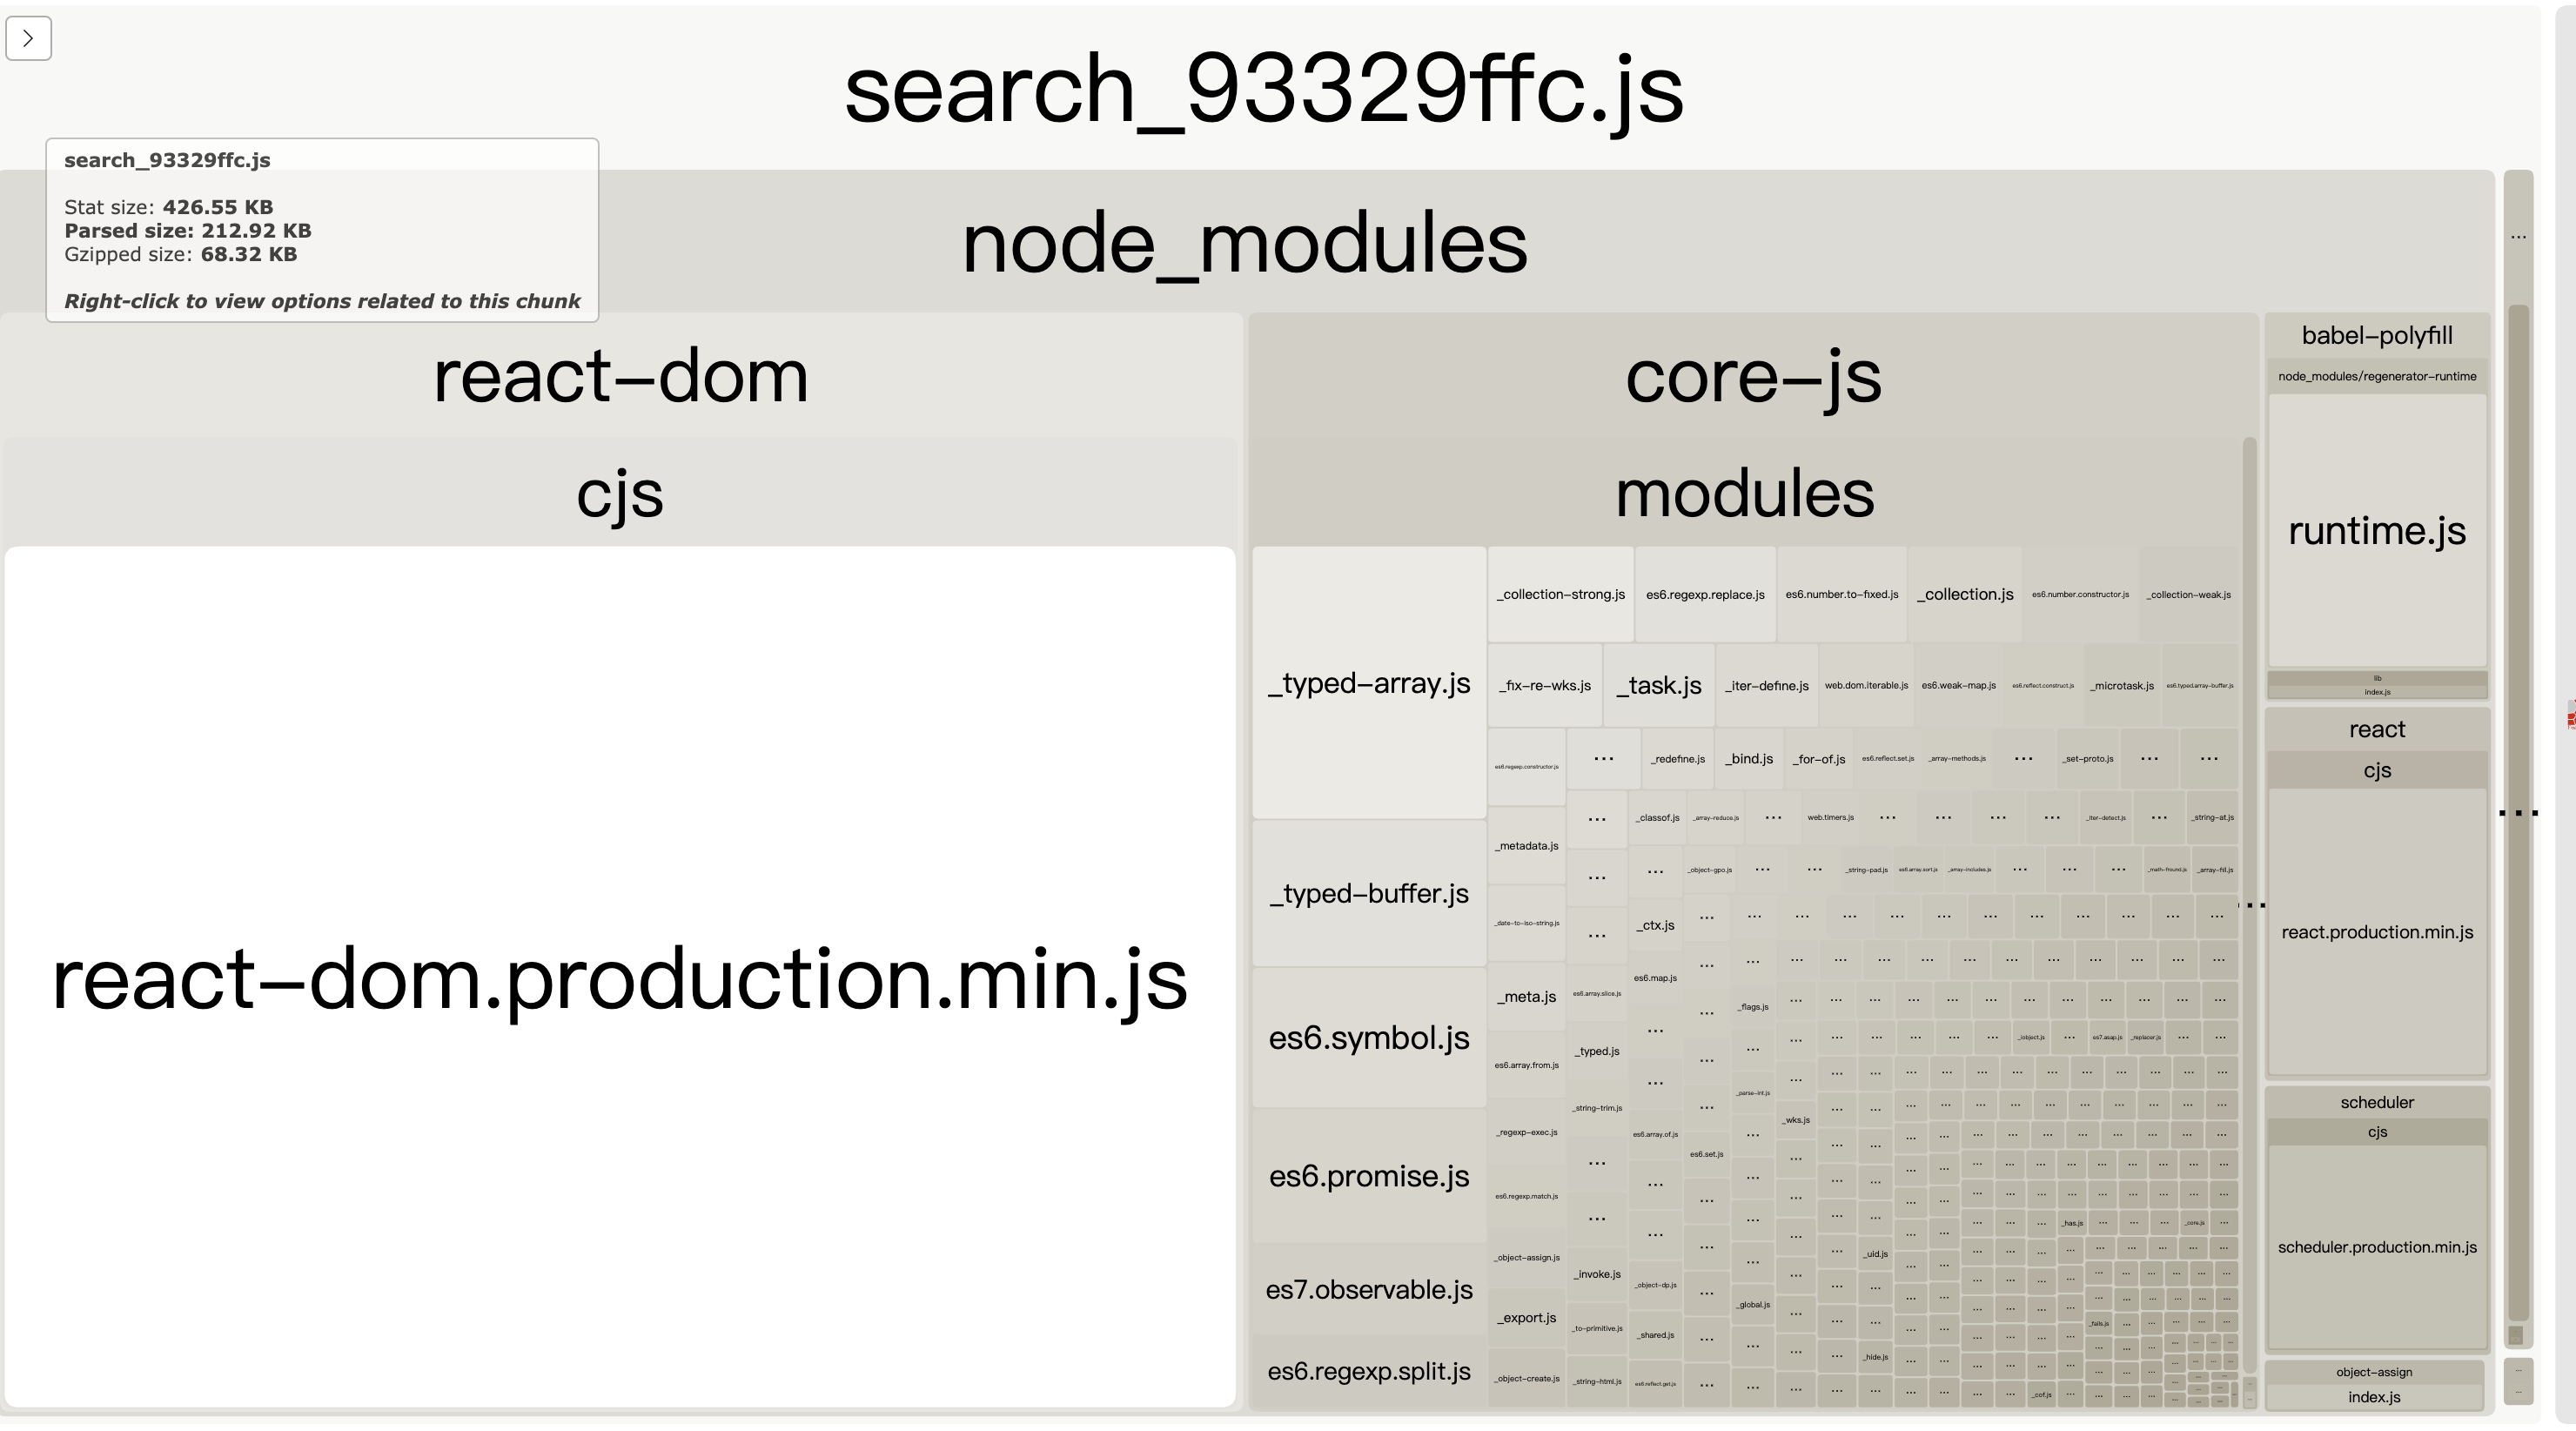 search_93329ffc.js
search_93329ffc.js
Stat size: 426.55 KB
Parsed size: 212.92 KB
Gzipped size: 68.32 KB
Right-click to view options related to this chunk
node_modules
...
react-dom
core-js
babel-polyfill
node_modules/regenerator-runtime
cjs
modules
runtime.js
_typed-array.js
_collection-strong.js
es6.regexp.replace.js
es6.number.to-fixed.js
_collection.js
es6.number.constructor.js
_collection-weak.js
_fix-re-wks.js
_task.js
_iter-define.js
web.dom.iterable.js
es6.weak-map.js
es6.reflect.construct.js
_microtask.js
es6.typed.array-buffer.js
lib
index.js
react
cjs
es6.regexp.constructor.js
...
_redefine.js
_bind.js
_for-of.js
es6.reflect.set.js
_array-methods.js
...
_set-proto.js
...
...
_classof.js
_array-reduce.js
...
web.timers.js
_iter-detect.js
_string-at.js
_typed-buffer.js
_metadata.js
_object-gpo.js
_string-pad.js
es6.array.sort.js
_array-includes.js
_math-fround.js
_array-fill.js
_date-to-iso-string.js
_ctx.js
react.production.min.js
react-dom.production.min.js
es6.symbol.js
_meta.js
es6.array.slice.js
es6.map.js
_flags.js
es6.array.from.js
_typed.js
_iobject.js
es7.asap.js
_replacer.js
_parse-int.js
scheduler
cjs
es6.promise.js
_regexp-exec.js
_string-trim.js
es6.array.of.js
es6.set.js
_wks.js
es6.regexp.match.js
_has.js
_core.js
scheduler.production.min.js
es7.observable.js
_object-assign.js
_invoke.js
_object-dp.js
_uid.js
_export.js
_to-primitive.js
_shared.js
_global.js
_fails.js
es6.regexp.split.js
_object-create.js
_string-html.js
es6.reflect.get.js
_hide.js
_cof.js
object-assign
index.js